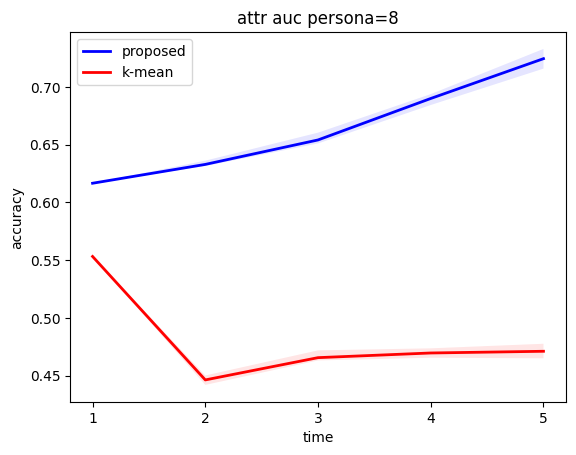 attr auc persona=8
proposed
k-mean
0.70
0.65
0.60
0.55
0.50
0.45
accuracy
1 2 3 4 5
time